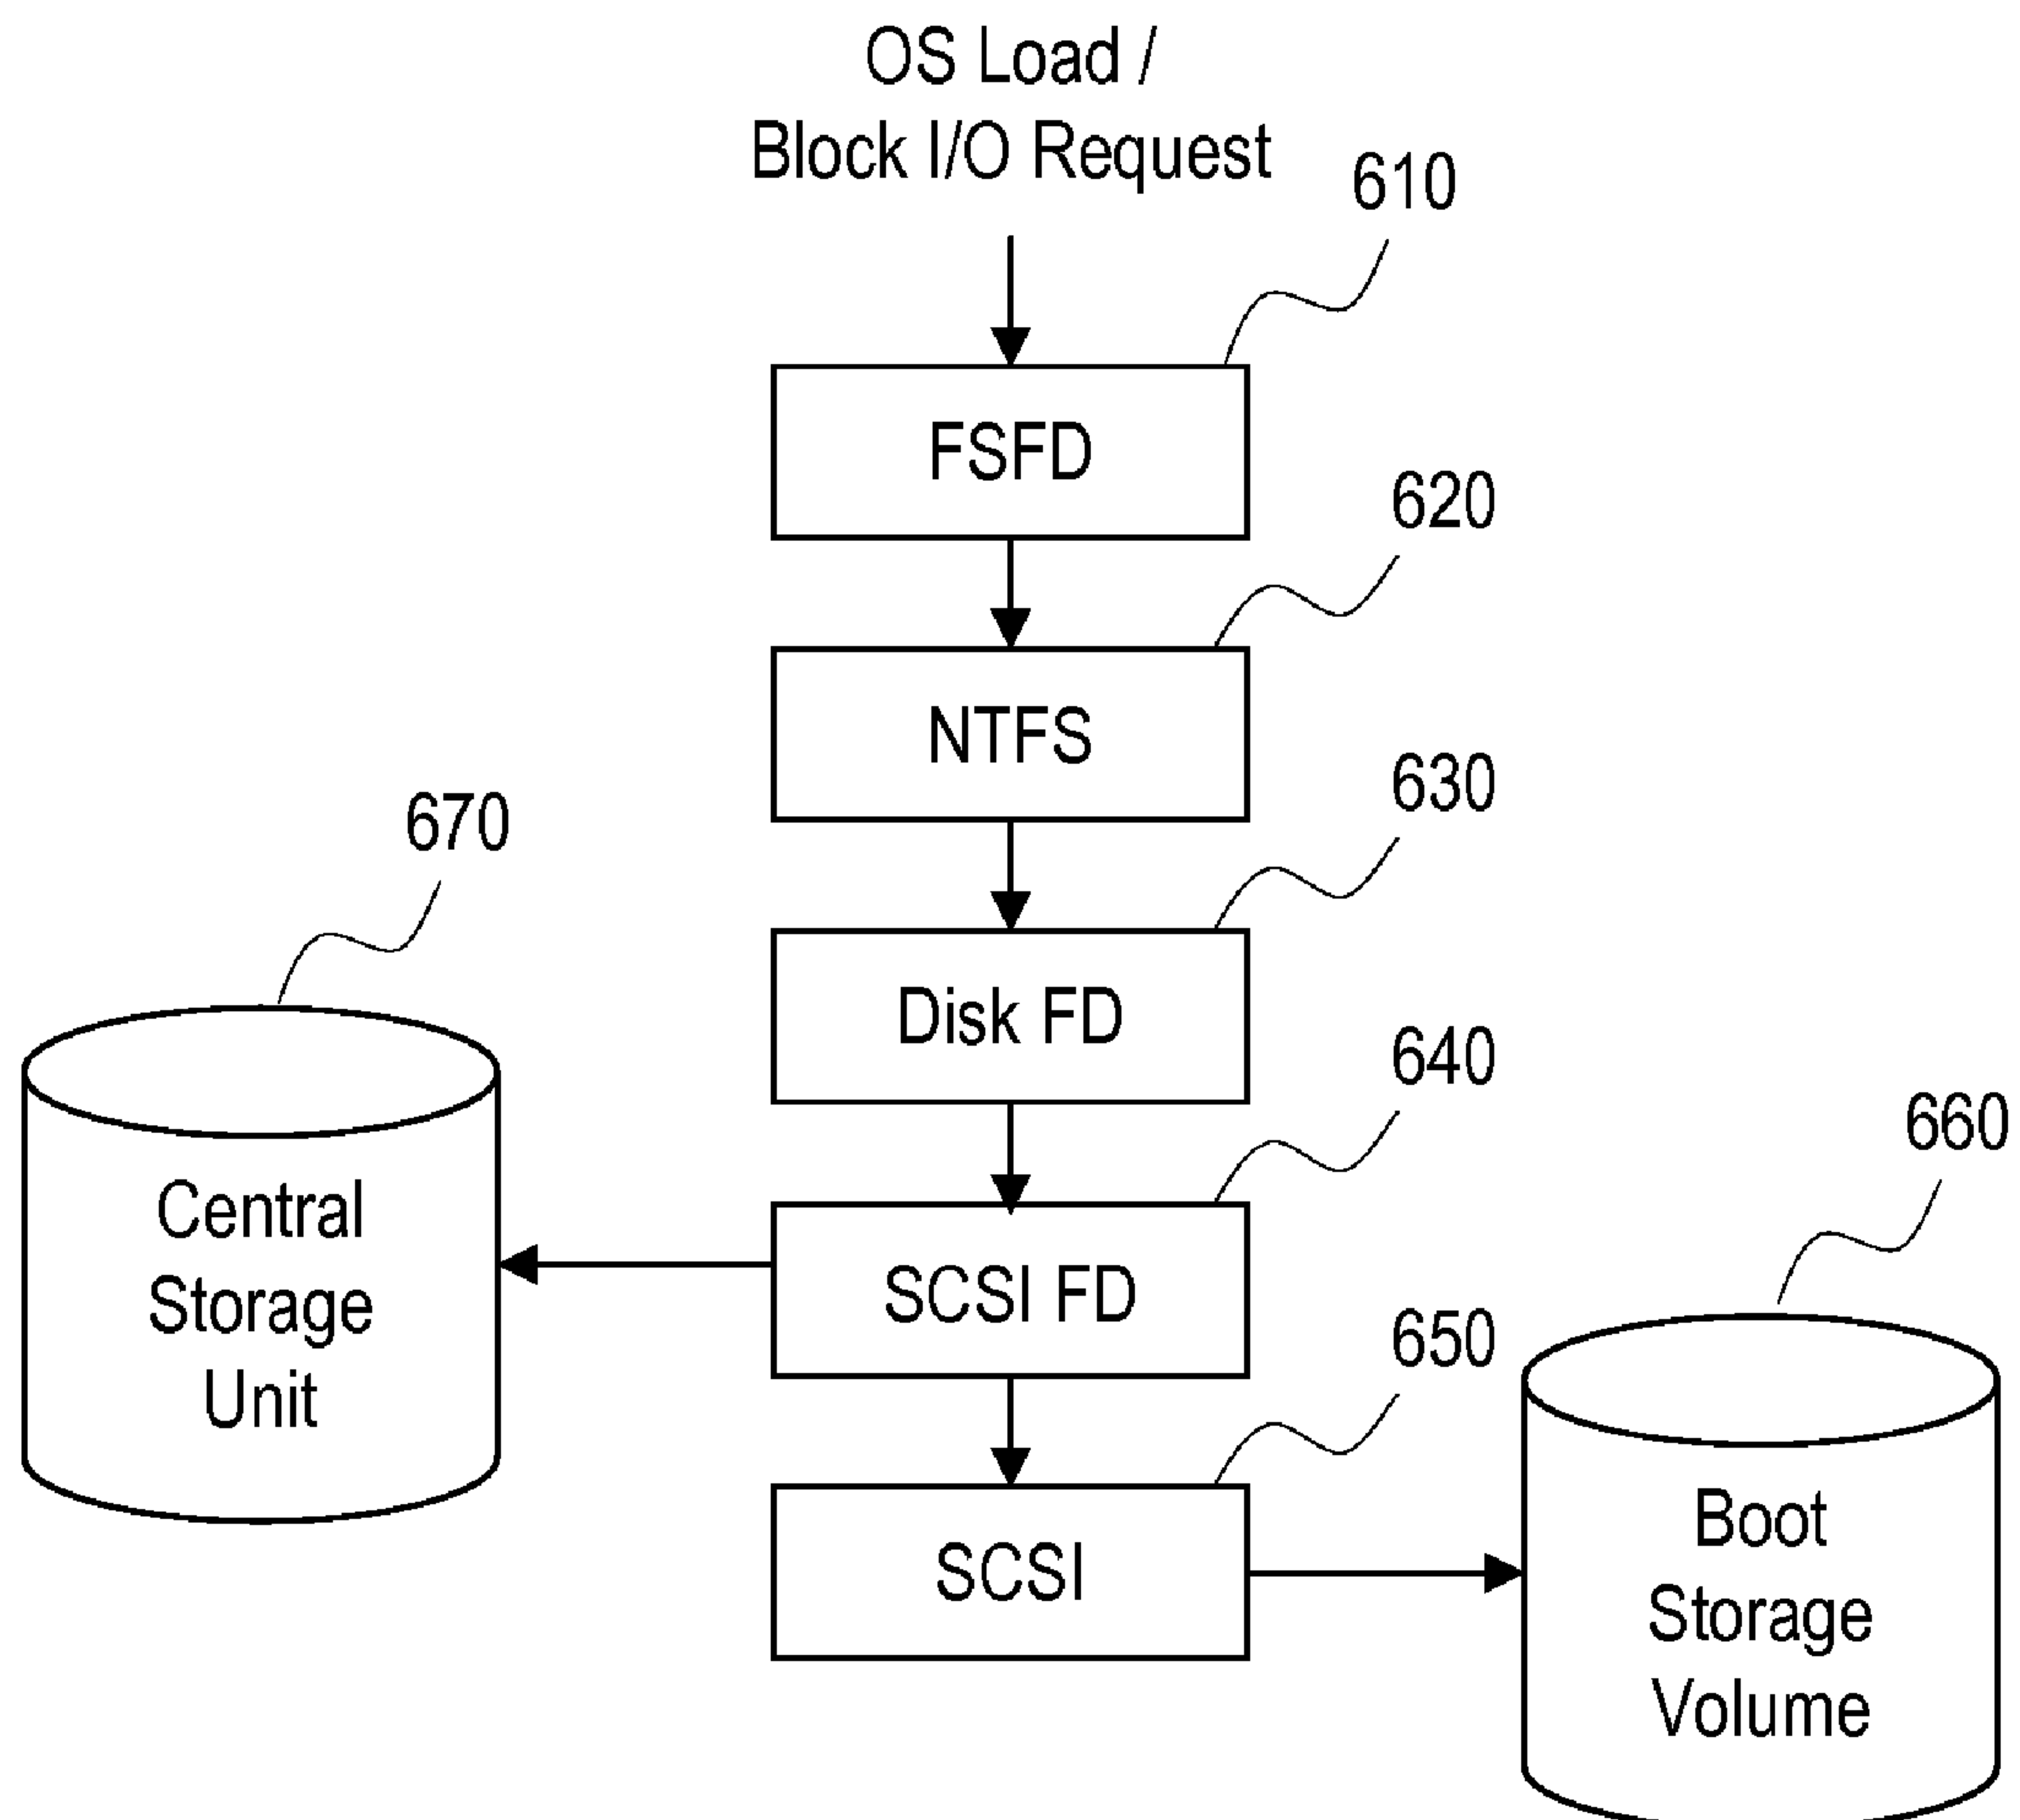 OS Load /
Block I/O Request
610
FSFD
620
NTFS
630
670
Disk FD
640
660
Central
Storage
Unit
SCSI FD
650
SCSI
Boot
Storage
Volume